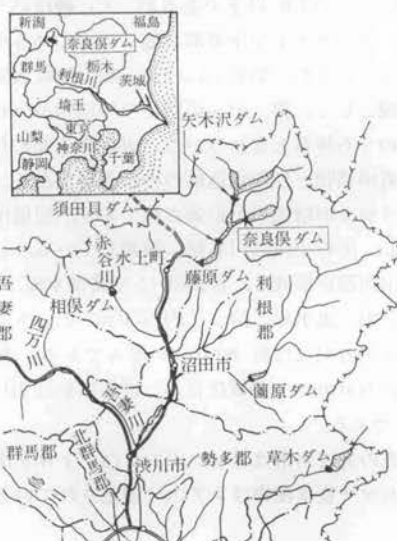 新潟
福島
奈良俣ダム
群馬
栃木
利根川
茨城
埼玉
東京
山梨
神奈川
静岡
千葉
矢木沢ダム
須田貝ダム
奈良俣ダム
赤谷川
水上町
藤原ダム
利根郡
吾妻郡
相俣ダム
四万川
沼田市
薗原ダム
吾妻川
群馬郡
北群馬郡
渋川市
勢多郡
草木ダム
烏川